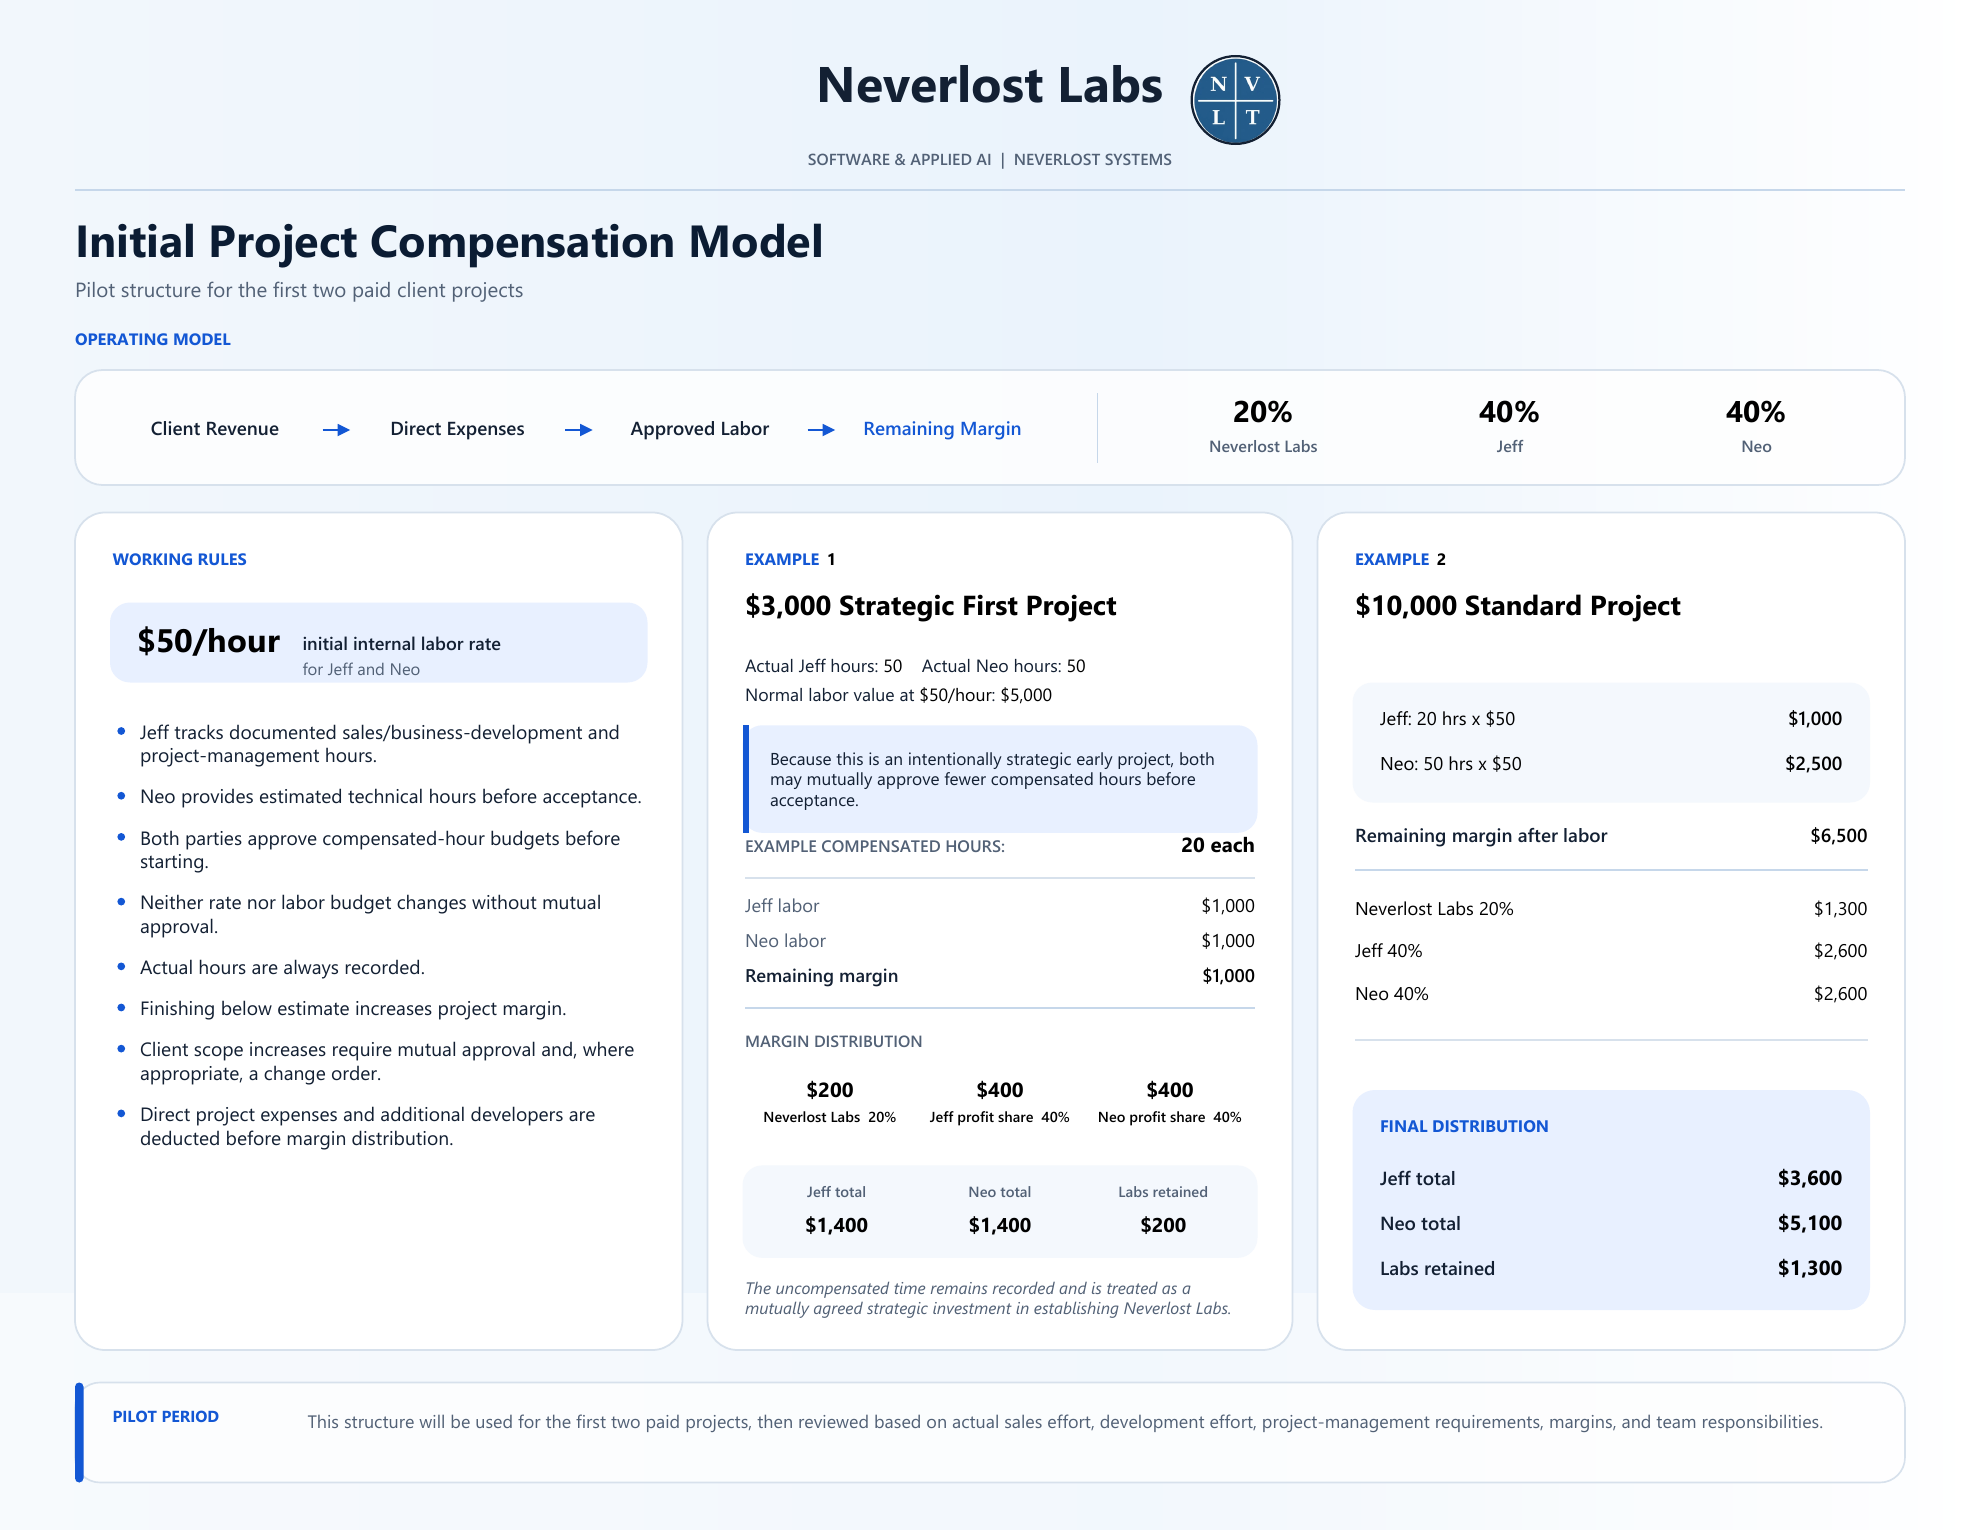 Neverlost Labs
N V
L T
SOFTWARE & APPLIED AI | NEVERLOST SYSTEMS
Initial Project Compensation Model
Pilot structure for the first two paid client projects
OPERATING MODEL
Client Revenue → Direct Expenses → Approved Labor → Remaining Margin
20% 40% 40%
Neverlost Labs Jeff Neo
WORKING RULES
$50/hour initial internal labor rate
for Jeff and Neo
• Jeff tracks documented sales/business-development and
project-management hours.
• Neo provides estimated technical hours before acceptance.
• Both parties approve compensated-hour budgets before
starting.
• Neither rate nor labor budget changes without mutual
approval.
• Actual hours are always recorded.
• Finishing below estimate increases project margin.
• Client scope increases require mutual approval and, where
appropriate, a change order.
• Direct project expenses and additional developers are
deducted before margin distribution.
EXAMPLE 1
$3,000 Strategic First Project
Actual Jeff hours: 50 Actual Neo hours: 50
Normal labor value at $50/hour: $5,000
Because this is an intentionally strategic early project, both
may mutually approve fewer compensated hours before
acceptance.
EXAMPLE COMPENSATED HOURS: 20 each
Jeff labor $1,000
Neo labor $1,000
Remaining margin $1,000
MARGIN DISTRIBUTION
$200 $400 $400
Neverlost Labs 20% Jeff profit share 40% Neo profit share 40%
Jeff total Neo total Labs retained
$1,400 $1,400 $200
The uncompensated time remains recorded and is treated as a
mutually agreed strategic investment in establishing Neverlost Labs.
EXAMPLE 2
$10,000 Standard Project
Jeff: 20 hrs x $50 $1,000
Neo: 50 hrs x $50 $2,500
Remaining margin after labor $6,500
Neverlost Labs 20% $1,300
Jeff 40% $2,600
Neo 40% $2,600
FINAL DISTRIBUTION
Jeff total $3,600
Neo total $5,100
Labs retained $1,300
PILOT PERIOD This structure will be used for the first two paid projects, then reviewed based on actual sales effort, development effort, project-management requirements, margins, and team responsibilities.